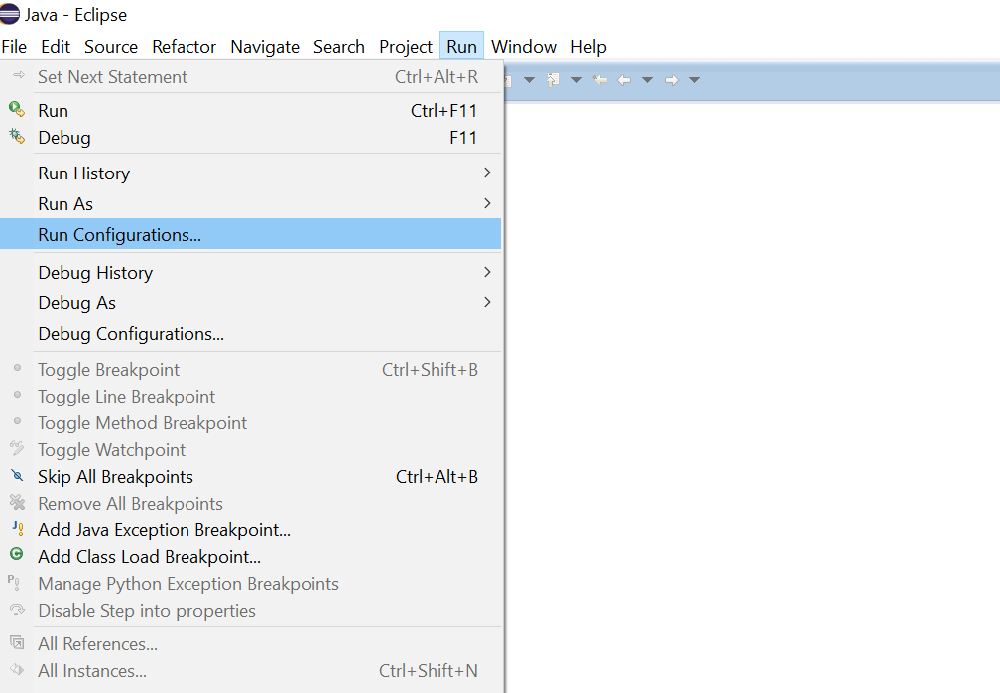 Java - Eclipse
File Edit Source Refactor Navigate Search Project Run Window Help
Set Next Statement Ctrl+Alt+R
Run Ctrl+F11
Debug F11
Run History
Run As
Run Configurations...
Debug History
Debug As
Debug Configurations...
Toggle Breakpoint Ctrl+Shift+B
Toggle Line Breakpoint
Toggle Method Breakpoint
Toggle Watchpoint
Skip All Breakpoints Ctrl+Alt+B
Remove All Breakpoints
Add Java Exception Breakpoint...
Add Class Load Breakpoint...
Manage Python Exception Breakpoints
Disable Step into properties
All References...
All Instances... Ctrl+Shift+N